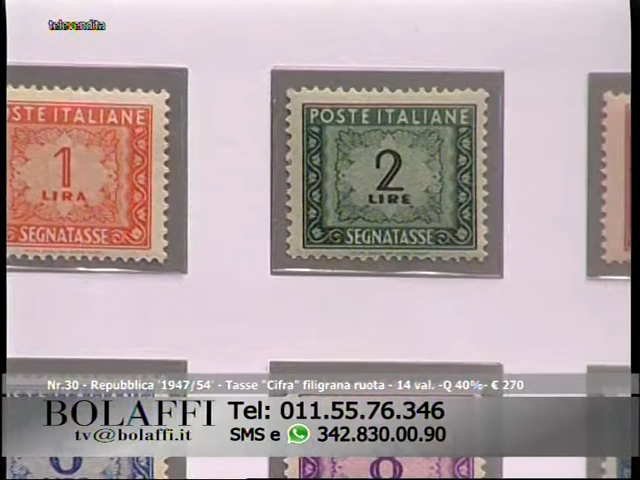 televendita
POSTE ITALIANE
1
LIRA
SEGNATASSE
POSTE ITALIANE
2
LIRE
SEGNATASSE
Nr.30 - Repubblica '1947/54' - Tasse "Cifra" filigrana ruota - 14 val. -Q 40%- € 270
BOLAFFI
tv@bolaffi.it
Tel: 011.55.76.346
SMS e 342.830.00.90